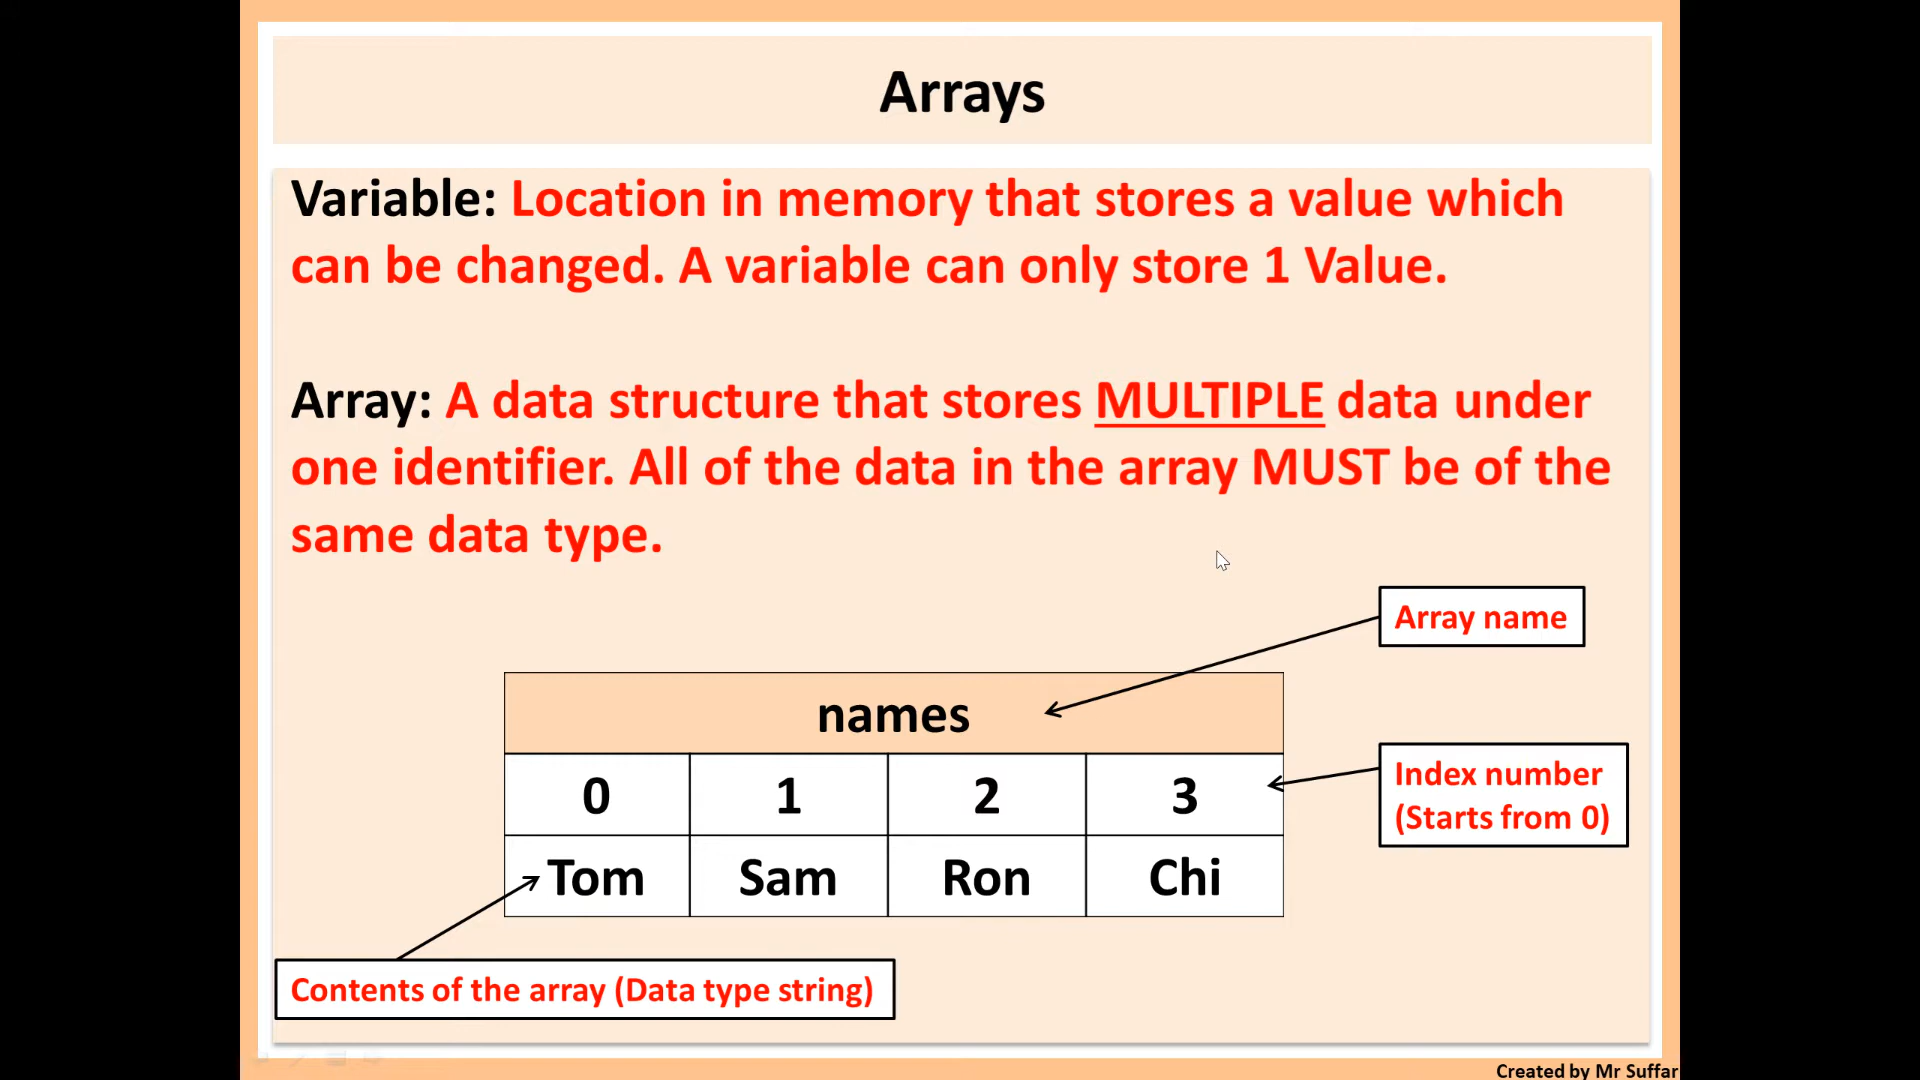 Arrays
Variable: Location in memory that stores a value which
can be changed. A variable can only store 1 Value.
Array: A data structure that stores MULTIPLE data under
one identifier. All of the data in the array MUST be of the
same data type.
Array name
names
0 1 2 3
Index number
(Starts from 0)
Tom Sam Ron Chi
Contents of the array (Data type string)
Created by Mr Suffar